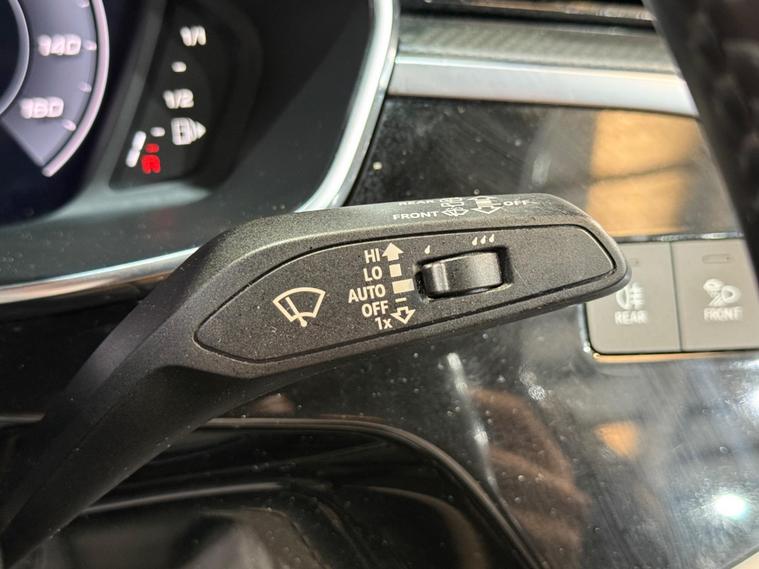 1/1
140
1/2
160
REAR
FRONT OFF
HI
LO
AUTO
OFF
1x
REAR
FRONT